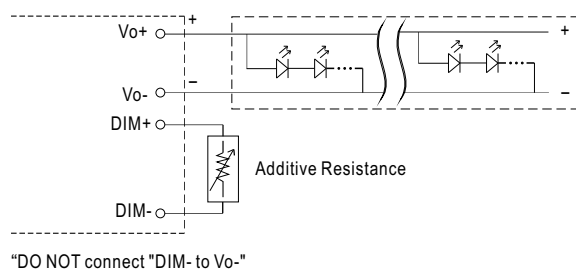 +
Vo+
+
−
Vo-
−
DIM+
Additive Resistance
DIM-
“DO NOT connect "DIM- to Vo-"